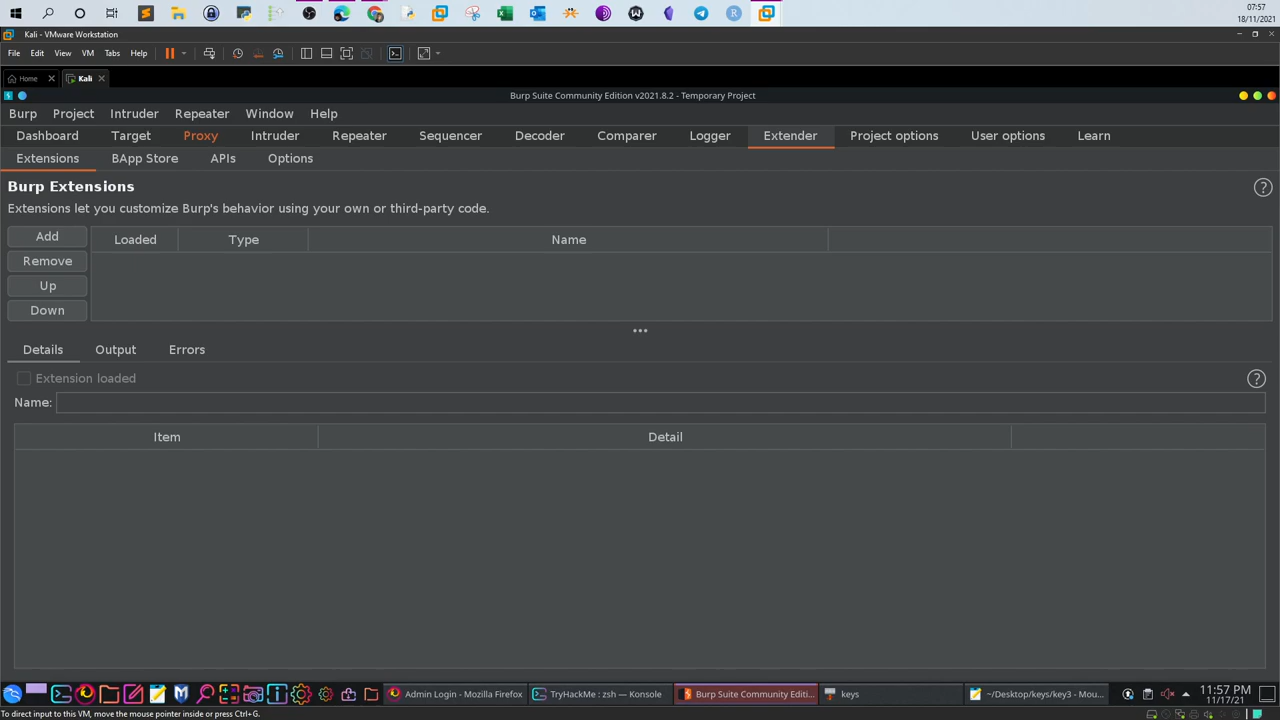 07:57
18/11/2021
Kali - VMware Workstation
File Edit View VM Tabs Help
Home Kali
Burp Suite Community Edition v2021.8.2 - Temporary Project
Burp Project Intruder Repeater Window Help
Dashboard Target Proxy Intruder Repeater Sequencer Decoder Comparer Logger Extender Project options User options Learn
Extensions BApp Store APIs Options
Burp Extensions
Extensions let you customize Burp's behavior using your own or third-party code.
Add Loaded Type Name
Remove
Up
Down
Details Output Errors
Extension loaded
Name:
Item Detail
Admin Login - Mozilla Firefox TryHackMe : zsh — Konsole Burp Suite Community Editi... keys ~/Desktop/keys/key3 - Mou... 11:57 PM
11/17/21
To direct input to this VM, move the mouse pointer inside or press Ctrl+G.